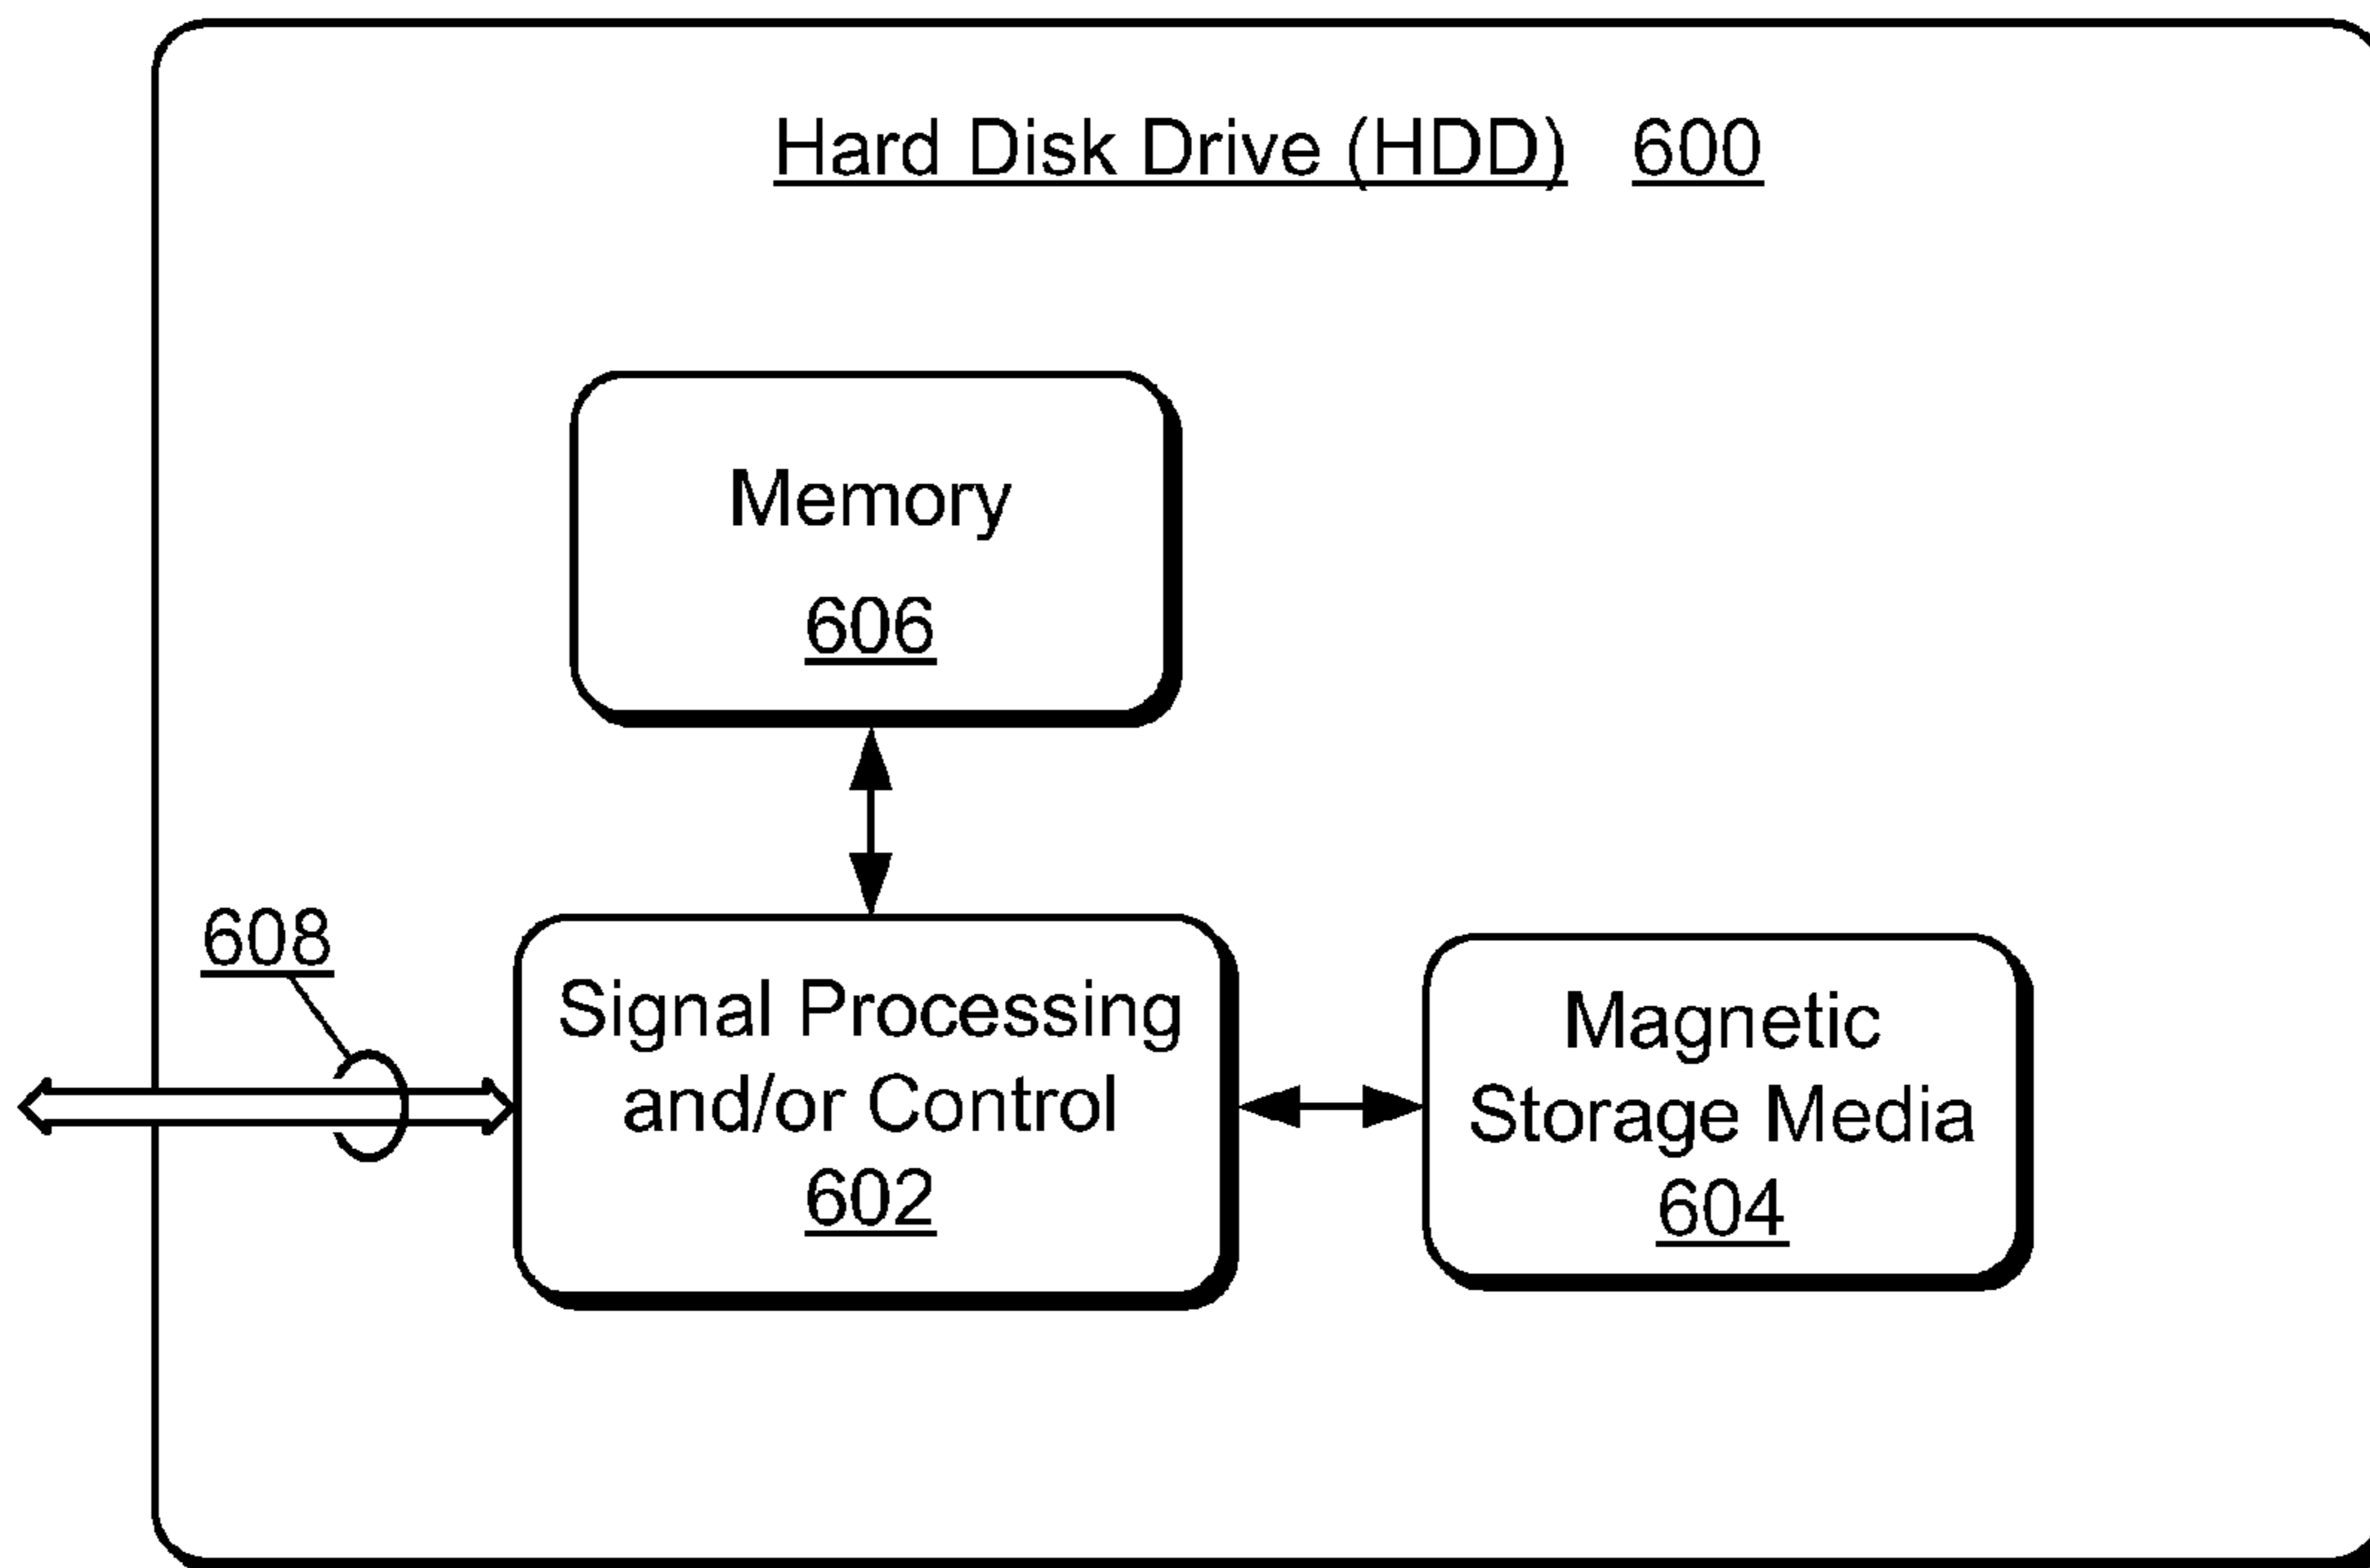 Hard Disk Drive (HDD) 600
Memory
606
608
Signal Processing
and/or Control
602
Magnetic
Storage Media
604